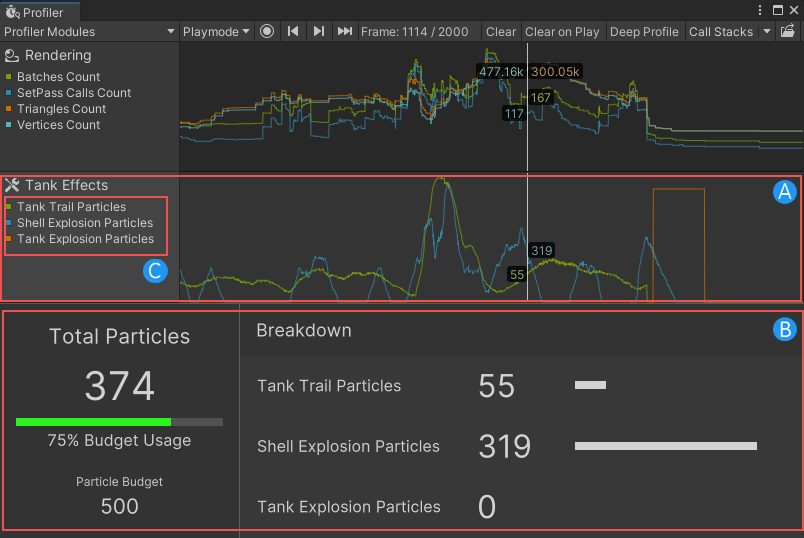 Profiler
Profiler Modules
Playmode
Frame: 1114 / 2000
Clear
Clear on Play
Deep Profile
Call Stacks
Rendering
Batches Count
SetPass Calls Count
Triangles Count
Vertices Count
477.16k
300.05k
167
117
Tank Effects
A
Tank Trail Particles
Shell Explosion Particles
Tank Explosion Particles
C
319
55
Total Particles
374
75% Budget Usage
Particle Budget
500
Breakdown
B
Tank Trail Particles 55
Shell Explosion Particles 319
Tank Explosion Particles 0